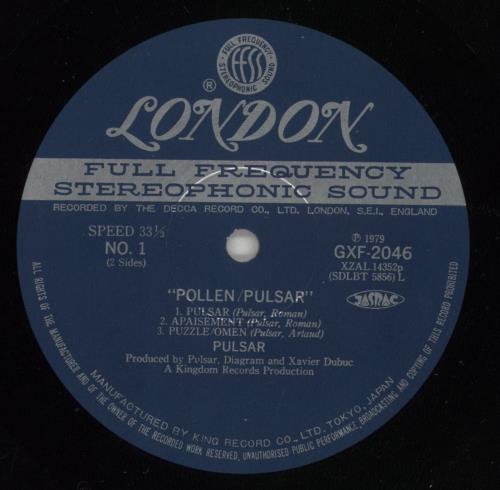 FULL FREQUENCY
ffss
STEREOPHONIC SOUND
®
LONDON
FULL FREQUENCY
STEREOPHONIC SOUND
RECORDED BY THE DECCA RECORD CO., LTD. LONDON, S.E.I., ENGLAND
SPEED 33⅓
NO. 1
(2 Sides)
℗ 1979
GXF-2046
XZAL.14352p
(SDLBT 5856) L
JASRAC
"POLLEN/PULSAR"
1. PULSAR (Pulsar, Roman)
2. APAISEMENT (Pulsar, Roman)
3. PUZZLE/OMEN (Pulsar, Artaud)
PULSAR
Produced by Pulsar, Diagram and Xavier Dubuc
A Kingdom Records Production
MANUFACTURED BY KING RECORD CO., LTD. TOKYO, JAPAN
ALL RIGHTS OF THE MANUFACTURER AND OF THE OWNER OF THE RECORDED WORK RESERVED, UNAUTHORISED PUBLIC PERFORMANCE, BROADCASTING AND COPYING OF THIS RECORD PROHIBITED